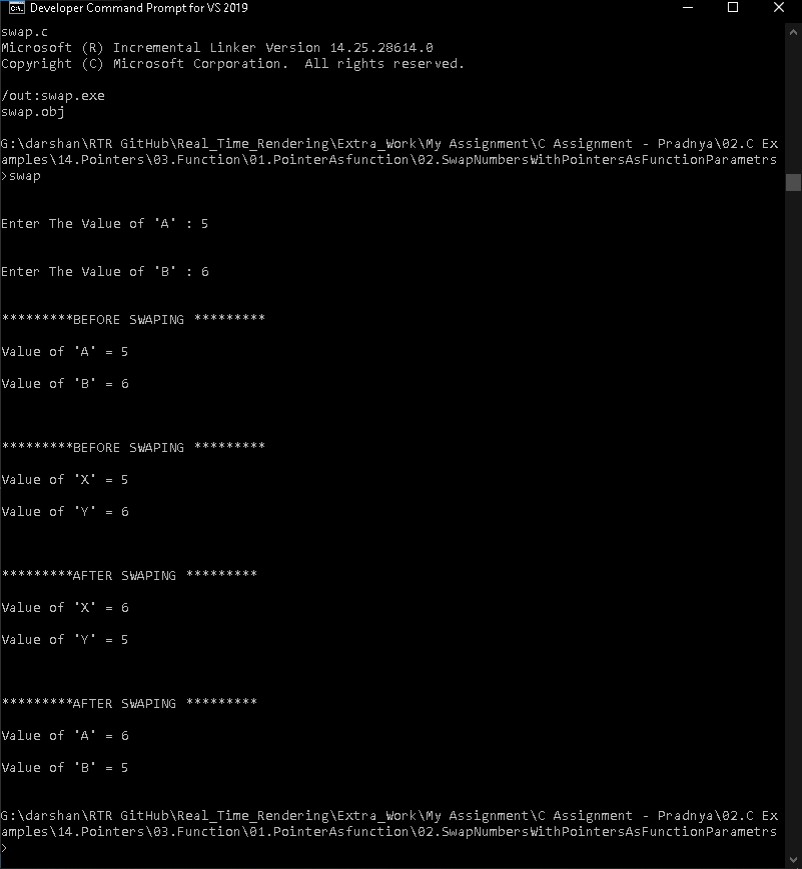 Developer Command Prompt for VS 2019
swap.c
Microsoft (R) Incremental Linker Version 14.25.28614.0
Copyright (C) Microsoft Corporation.  All rights reserved.
/out:swap.exe
swap.obj
G:\darshan\RTR GitHub\Real_Time_Rendering\Extra_Work\My Assignment\C Assignment - Pradnya\02.C Ex
amples\14.Pointers\03.Function\01.PointerAsfunction\02.SwapNumbersWithPointersAsFunctionParametrs
>swap
Enter The Value of 'A' : 5
Enter The Value of 'B' : 6
*********BEFORE SWAPING *********
Value of 'A' = 5
Value of 'B' = 6
*********BEFORE SWAPING *********
Value of 'X' = 5
Value of 'Y' = 6
*********AFTER SWAPING *********
Value of 'X' = 6
Value of 'Y' = 5
*********AFTER SWAPING *********
Value of 'A' = 6
Value of 'B' = 5
G:\darshan\RTR GitHub\Real_Time_Rendering\Extra_Work\My Assignment\C Assignment - Pradnya\02.C Ex
amples\14.Pointers\03.Function\01.PointerAsfunction\02.SwapNumbersWithPointersAsFunctionParametrs
>